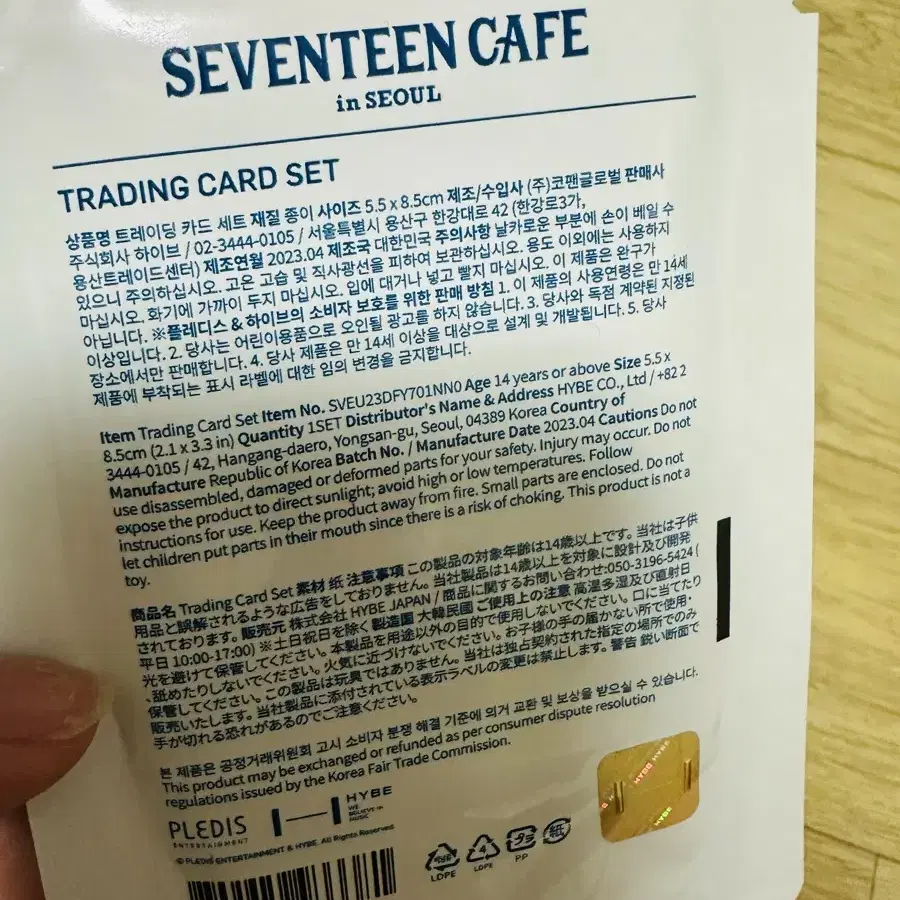 SEVENTEEN CAFE
in SEOUL
TRADING CARD SET
상품명 트레이딩 카드 세트 재질 종이 사이즈 5.5 x 8.5cm 제조/수입사 (주)코팬글로벌 판매사
주식회사 하이브 / 02-3444-0105 / 서울특별시 용산구 한강대로 42 (한강로3가,
용산트레이드센터) 제조연월 2023.04 제조국 대한민국 주의사항 날카로운 부분에 손이 베일 수
있으니 주의하십시오. 고온 고습 및 직사광선을 피하여 보관하십시오. 용도 이외에는 사용하지
마십시오. 화기에 가까이 두지 마십시오. 입에 대거나 넣고 빨지 마십시오. 이 제품은 완구가
아닙니다. ※플레디스 & 하이브의 소비자 보호를 위한 판매 방침 1. 이 제품의 사용연령은 만 14세
이상입니다. 2. 당사는 어린이용품으로 오인될 광고를 하지 않습니다. 3. 당사와 독점 계약된 지정된
장소에서만 판매합니다. 4. 당사 제품은 만 14세 이상을 대상으로 설계 및 개발됩니다. 5. 당사
제품에 부착되는 표시 라벨에 대한 임의 변경을 금지합니다.
Item Trading Card Set Item No. SVEU23DFY701NN0 Age 14 years or above Size 5.5 x
8.5cm (2.1 x 3.3 in) Quantity 1SET Distributor's Name & Address HYBE CO., Ltd / +82 2
3444-0105 / 42, Hangang-daero, Yongsan-gu, Seoul, 04389 Korea Country of
Manufacture Republic of Korea Batch No. / Manufacture Date 2023.04 Cautions Do not
use disassembled, damaged or deformed parts for your safety. Injury may occur. Do not
expose the product to direct sunlight; avoid high or low temperatures. Follow
instructions for use. Keep the product away from fire. Small parts are enclosed. Do not
let children put parts in their mouth since there is a risk of choking. This product is not a
toy.
商品名 Trading Card Set 素材 紙 注意事項 この製品の対象年齢は14歳以上です。当社は子供
用品と誤解されるような広告をしておりません。当社製品は14歳以上を対象に設計及び開発
されております。販売元 株式会社 HYBE JAPAN / 商品に関するお問い合わせ:050-3196-5424 (
平日 10:00-17:00) ※土日祝日を除く 製造国 大韓民国 ご使用上の注意 高温多湿及び直射日
光を避けて保管してください。本製品を用途以外の目的で使用しないでください。口に当てたり
、舐めたりしないでください。火気に近づけないでください。お子様の手の届かない所で使用・
保管してください。この製品は玩具ではありません。当社は独占契約された指定の場所でのみ
販売いたします。当社製品に添付されている表示ラベルの変更は禁止します。警告 鋭い断面で
手が切れる恐れがあるのでご注意ください。
본 제품은 공정거래위원회 고시 소비자 분쟁 해결 기준에 의거 교환 및 보상을 받으실 수 있습니다.
This product may be exchanged or refunded as per consumer dispute resolution
regulations issued by the Korea Fair Trade Commission.
PLEDIS
ENTERTAINMENT
HYBE
WE
BELIEVE IN
MUSIC
© PLEDIS ENTERTAINMENT & HYBE. All Rights Reserved.
LDPE
LDPE
プラ
PP
紙
HYBE
HYBE
HYBE